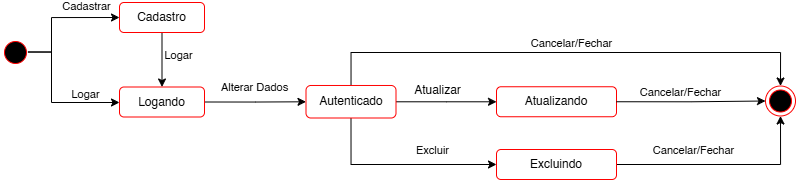 Cadastrar
Cadastro
Logar
Logar
Logando
Alterar Dados
Autenticado
Cancelar/Fechar
Atualizar
Atualizando
Cancelar/Fechar
Excluir
Excluindo
Cancelar/Fechar